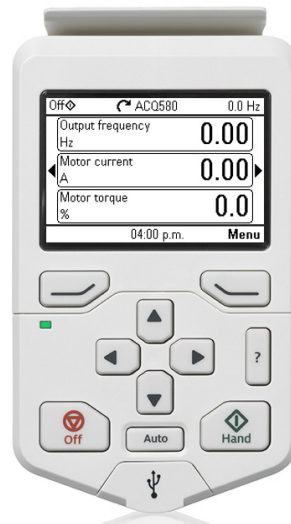 Off ACQ580 0.0 Hz
Output frequency
Hz
0.00
Motor current
A
0.00
Motor torque
%
0.0
04:00 p.m. Menu
?
Off
Auto
Hand